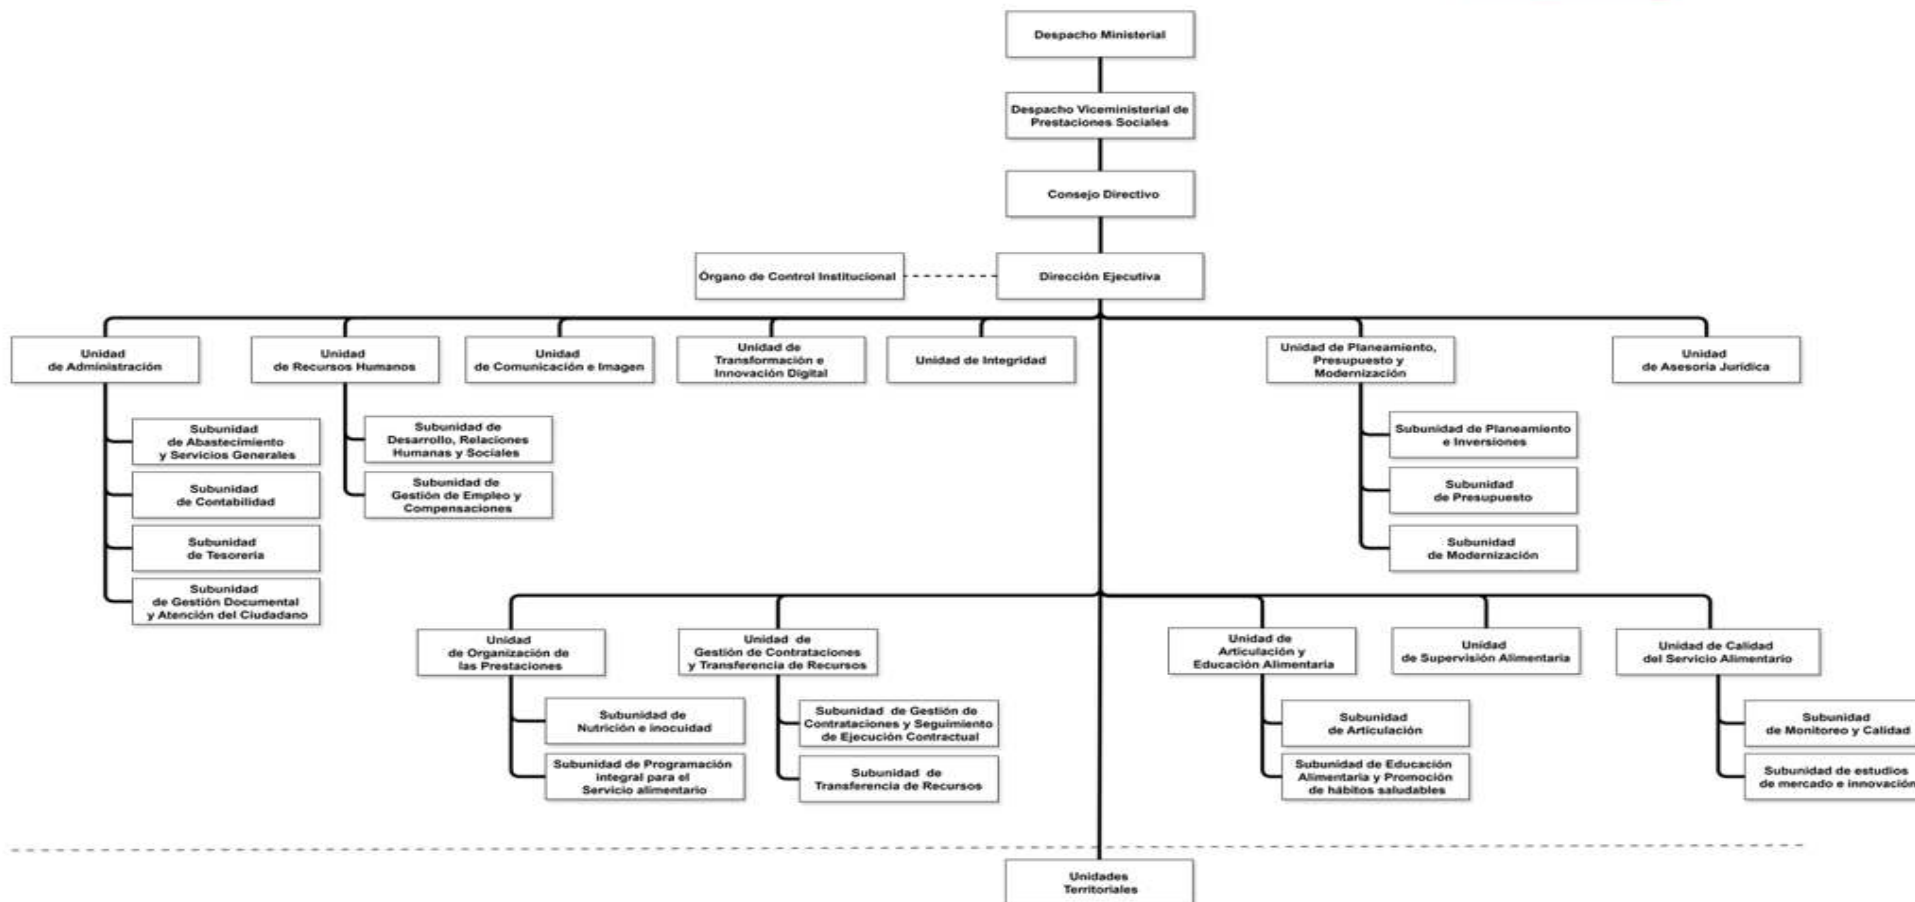 Despacho Ministerial
Despacho Viceministerial de
Prestaciones Sociales
Consejo Directivo
Órgano de Control Institucional
Dirección Ejecutiva
Unidad
de Administración
Unidad
de Recursos Humanos
Unidad
de Comunicación e Imagen
Unidad de
Transformación e
Innovación Digital
Unidad de Integridad
Unidad de Planeamiento,
Presupuesto y
Modernización
Unidad
de Asesoría Jurídica
Subunidad
de Abastecimiento
y Servicios Generales
Subunidad
de Contabilidad
Subunidad
de Tesorería
Subunidad
de Gestión Documental
y Atención del Ciudadano
Subunidad de
Desarrollo, Relaciones
Humanas y Sociales
Subunidad de
Gestión de Empleo y
Compensaciones
Subunidad de Planeamiento
e Inversiones
Subunidad
de Presupuesto
Subunidad
de Modernización
Unidad
de Organización de
las Prestaciones
Unidad de
Gestión de Contrataciones
y Transferencia de Recursos
Unidad de
Articulación y
Educación Alimentaria
Unidad
de Supervisión Alimentaria
Unidad de Calidad
del Servicio Alimentario
Subunidad de
Nutrición e inocuidad
Subunidad de Programación
integral para el
Servicio alimentario
Subunidad de Gestión de
Contrataciones y Seguimiento
de Ejecución Contractual
Subunidad de
Transferencia de Recursos
Subunidad
de Articulación
Subunidad de Educación
Alimentaria y Promoción
de hábitos saludables
Subunidad
de Monitoreo y Calidad
Subunidad de estudios
de mercado e innovación
Unidades
Territoriales